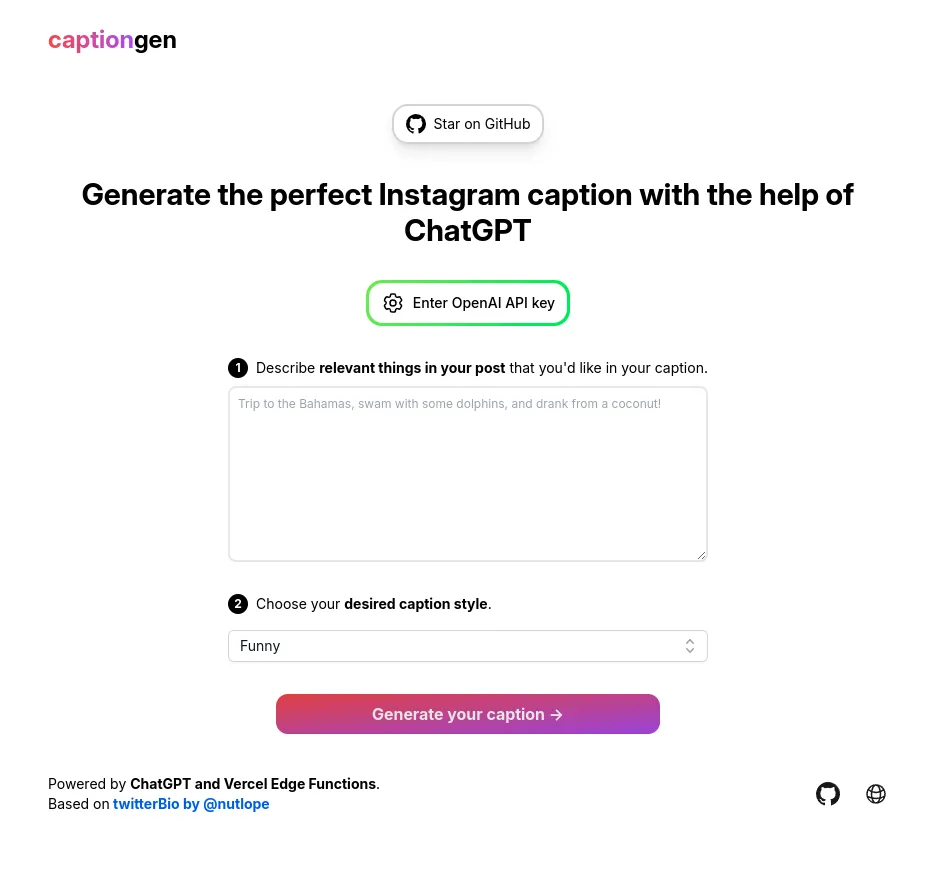 captiongen
Star on GitHub
Generate the perfect Instagram caption with the help of
ChatGPT
Enter OpenAI API key
1 Describe relevant things in your post that you'd like in your caption.
Trip to the Bahamas, swam with some dolphins, and drank from a coconut!
2 Choose your desired caption style.
Funny
Generate your caption →
Powered by ChatGPT and Vercel Edge Functions.
Based on twitterBio by @nutlope